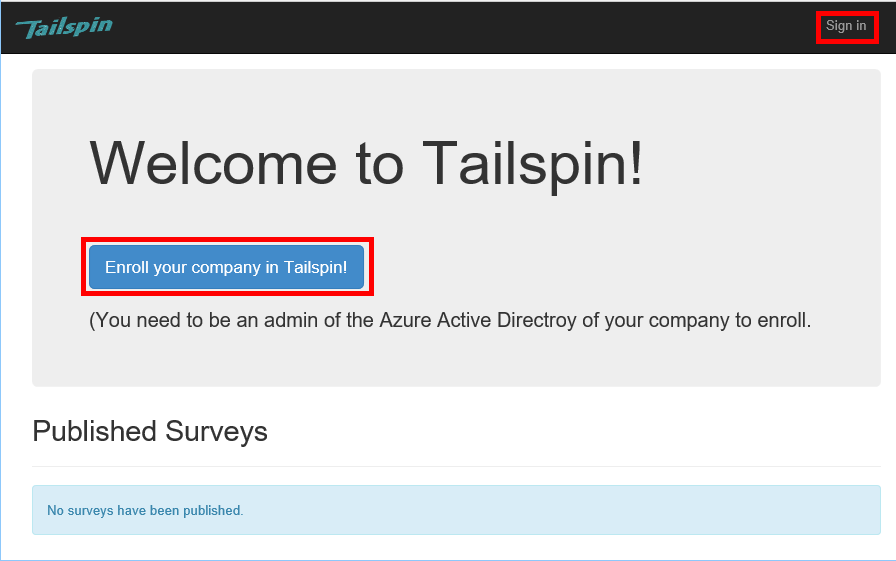 Tailspin
Sign in
Welcome to Tailspin!
Enroll your company in Tailspin!
(You need to be an admin of the Azure Active Directroy of your company to enroll.
Published Surveys
No surveys have been published.